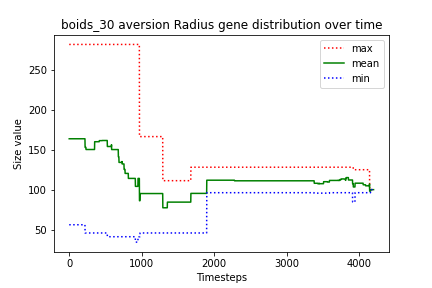 boids_30 aversion Radius gene distribution over time
max
mean
min
Size value
250
200
150
100
50
0
1000
2000
3000
4000
Timesteps